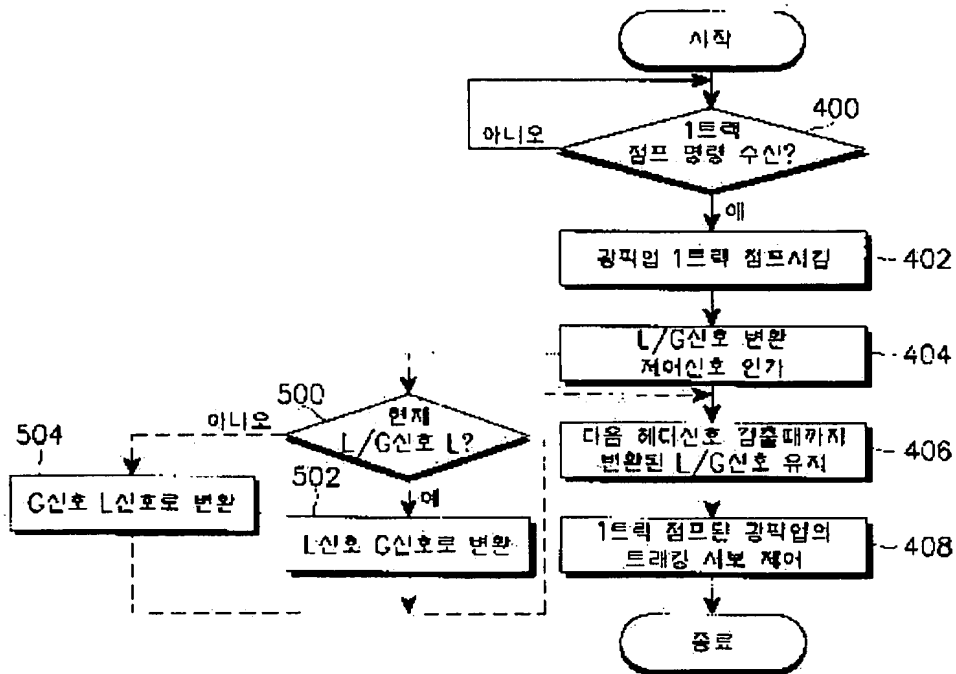 시작
400
1트랙
점프 명령 수신?
아니오
예
광픽업 1트랙 점프시킴
402
L/G신호 변환
제어신호 인가
404
500
현재
L/G신호 L?
아니오
504
G신호 L신호로 변환
예
502
L신호 G신호로 변환
다음 헤더신호 검출때까지
변환된 L/G신호 유지
406
1트랙 점프된 광픽업의
트래킹 서보 제어
408
종료